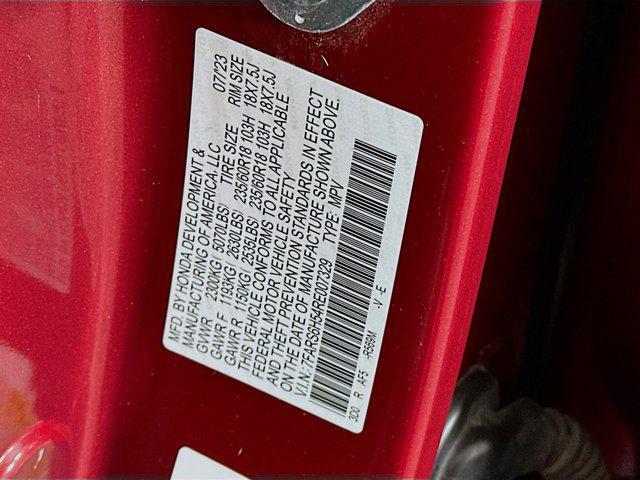 MFD. BY HONDA DEVELOPMENT & 07/'23
MANUFACTURING OF AMERICA, LLC
TIRE SIZE RIM SIZE
GVWR 2300KG( 5070LBS)
GAWR F 1193KG( 2630LBS) 235/60R18 103H 18X7.5J
GAWR R 1150KG( 2535LBS) 235/60R18 103H 18X7.5J
THIS VEHICLE CONFORMS TO ALL APPLICABLE
FEDERAL MOTOR VEHICLE SAFETY
AND THEFT PREVENTION STANDARDS IN EFFECT
ON THE DATE OF MANUFACTURE SHOWN ABOVE.
V.I.N.: 7FARS6H54RE007329 TYPE: MPV
300 R AF5 -R569M -V -E